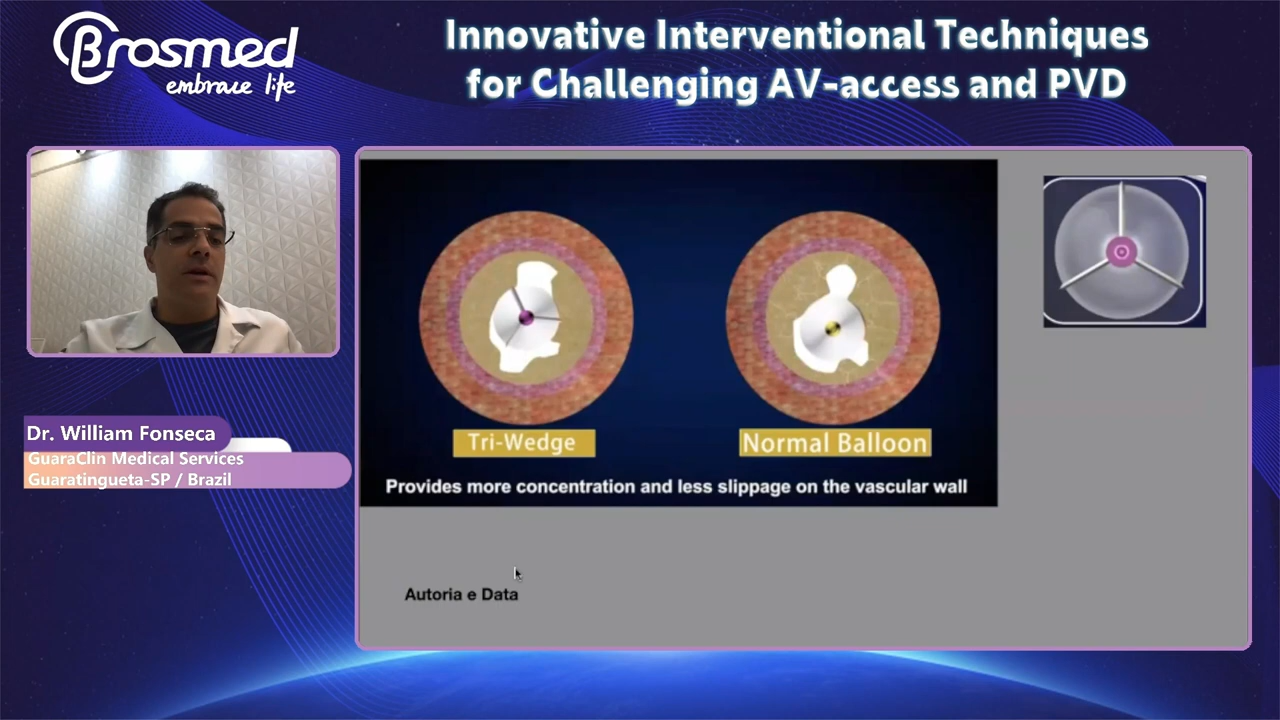 Brosmed
embrace life
Innovative Interventional Techniques
for Challenging AV-access and PVD
Dr. William Fonseca
GuaraClin Medical Services
Guaratingueta-SP / Brazil
Tri-Wedge
Normal Balloon
Provides more concentration and less slippage on the vascular wall
Autoria e Data